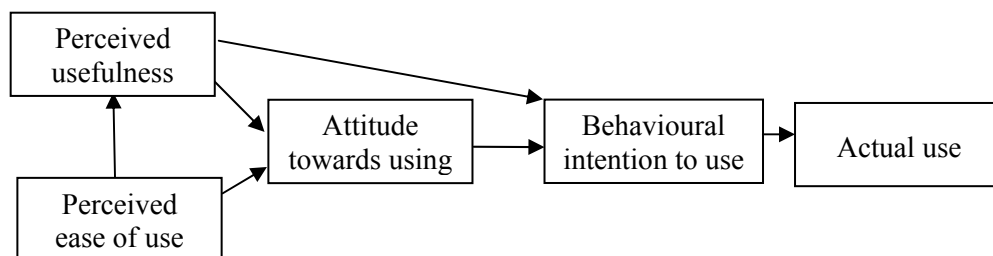 Perceived
usefulness
Attitude
towards using
Behavioural
intention to use
Actual use
Perceived
ease of use